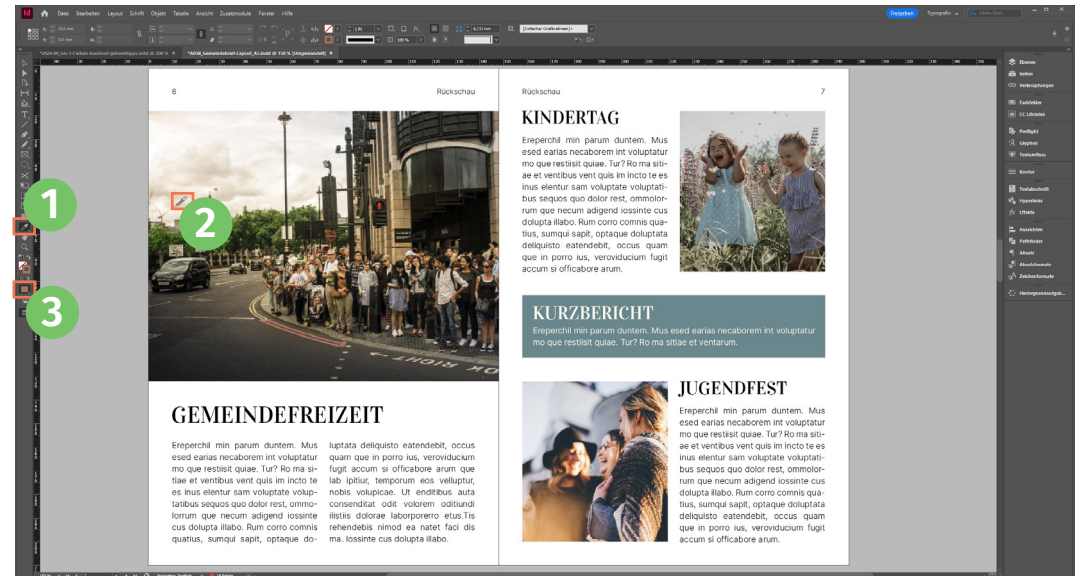 Id Datei Bearbeiten Layout Schrift Objekt Tabelle Ansicht Zusatzmodule Fenster Hilfe
Freigeben Typografie
[Einfacher Grafikrahmen]+
*A038_Gemeindebrief-Layout_A5.indd @ 150 % [Umgewandelt] ×
Ebenen
Seiten
Verknüpfungen
Farbfelder
CC Libraries
Preflight
Glyphen
Textumfluss
Kontur
Textabschnitt
Hyperlinks
Effekte
Ausrichten
Pathfinder
Absatz
Absatzformate
Zeichenformate
Hintergrundaufgab...
1
2
3
6 Rückschau
GEMEINDEFREIZEIT
Ereperchil min parum duntem. Mus
esed earias necaborem int voluptatur
mo que restiisit quiae. Tur? Ro ma si-
tiae et ventibus vent quis im incto te
es inus elentur sam voluptate volup-
tatibus sequos quo dolor rest, ommo-
lorrum que necum adigend iossinte
cus dolupta illabo. Rum corro comnis
quatius, sumqui sapit, optaque do-
luptata deliquisto eatendebit, occus
quam que in porro ius, veroviducium
fugit accum si officabore arum que
lab ipitiur, temporum eos velluptur,
nobis volupicae. Ut enditibus auta
consenditat odit volorem oditiundi
ilistiis dolorae laborporerro etus.Tis
rehendebis nimod ea natet faci dis
ma. Iossinte cus dolupta illabo.
Rückschau 7
KINDERTAG
Ereperchil min parum duntem. Mus
esed earias necaborem int voluptatur
mo que restiisit quiae. Tur? Ro ma siti-
ae et ventibus vent quis im incto te es
inus elentur sam voluptate voluptati-
bus sequos quo dolor rest, ommolor-
rum que necum adigend iossinte cus
dolupta illabo. Rum corro comnis qua-
tius, sumqui sapit, optaque doluptata
deliquisto eatendebit, occus quam
que in porro ius, veroviducium fugit
accum si officabore arum.
KURZBERICHT
Ereperchil min parum duntem. Mus esed earias necaborem int voluptatur
mo que restiisit quiae. Tur? Ro ma sitiae et ventarum.
JUGENDFEST
Ereperchil min parum duntem. Mus
esed earias necaborem int voluptatur
mo que restiisit quiae. Tur? Ro ma siti-
ae et ventibus vent quis im incto te es
inus elentur sam voluptate voluptati-
bus sequos quo dolor rest, ommolor-
rum que necum adigend iossinte cus
dolupta illabo. Rum corro comnis qua-
tius, sumqui sapit, optaque doluptata
deliquisto eatendebit, occus quam
que in porro ius, veroviducium fugit
accum si officabore arum.